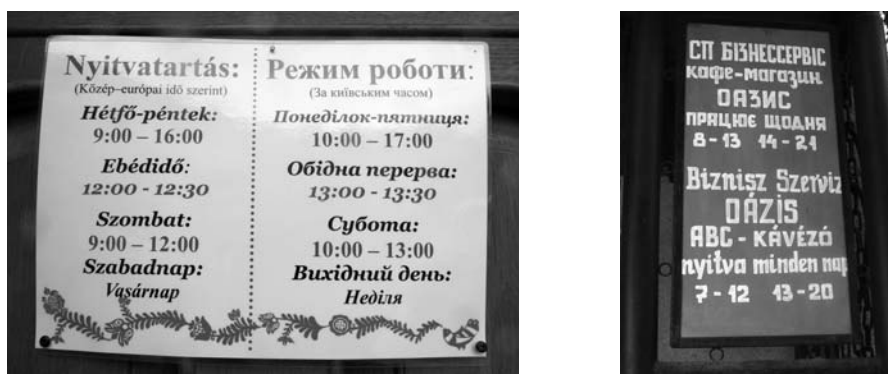 Nyitvatartás:
(Közép-európai idő szerint)
Hétfő-péntek:
9:00 – 16:00
Ebédidő:
12:00 - 12:30
Szombat:
9:00 – 12:00
Szabadnap:
Vasárnap
Режим роботи:
(За київським часом)
Понеділок-пятниця:
10:00 – 17:00
Обідна перерва:
13:00 - 13:30
Субота:
10:00 – 13:00
Вихідний день:
Неділя
СП БІЗНЕССЕРВІС
кафе-магазин
ОАЗИС
ПРАЦЮЄ ЩОДНЯ
8-13 14-21
Biznisz Szerviz
OÁZIS
ABC - KÁVÉZÓ
nyitva minden nap
7-12 13-20